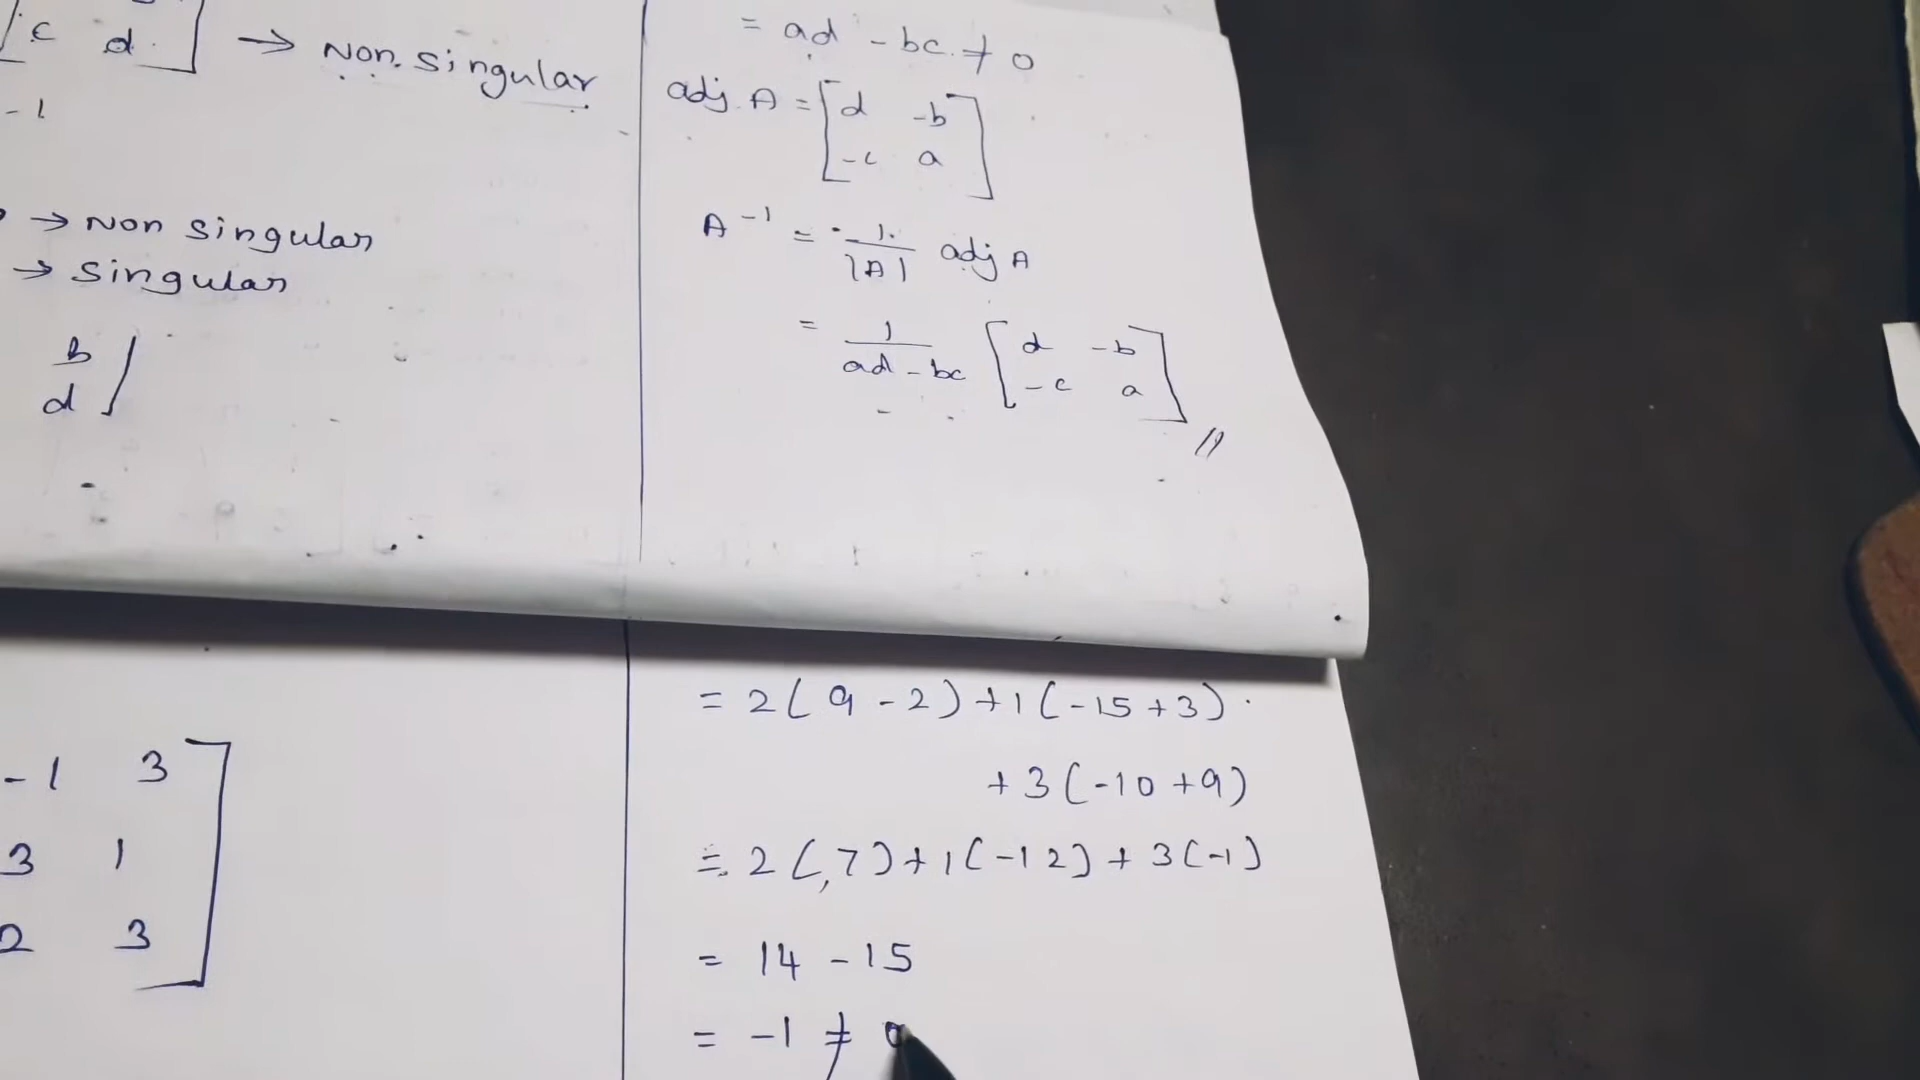 c d ] → Non singular
-1
→ Non singular
→ singular
b
d
= ad - bc ≠ 0
adj A = [ d -b
-c a ]
A⁻¹ = 1/|A| adj A
= 1/(ad - bc) [ d -b
-c a ] //
-1 3
3 1
2 3
= 2(9 - 2) + 1(-15 + 3)
+ 3(-10 + 9)
= 2(7) + 1(-12) + 3(-1)
= 14 - 15
= -1 ≠ 0